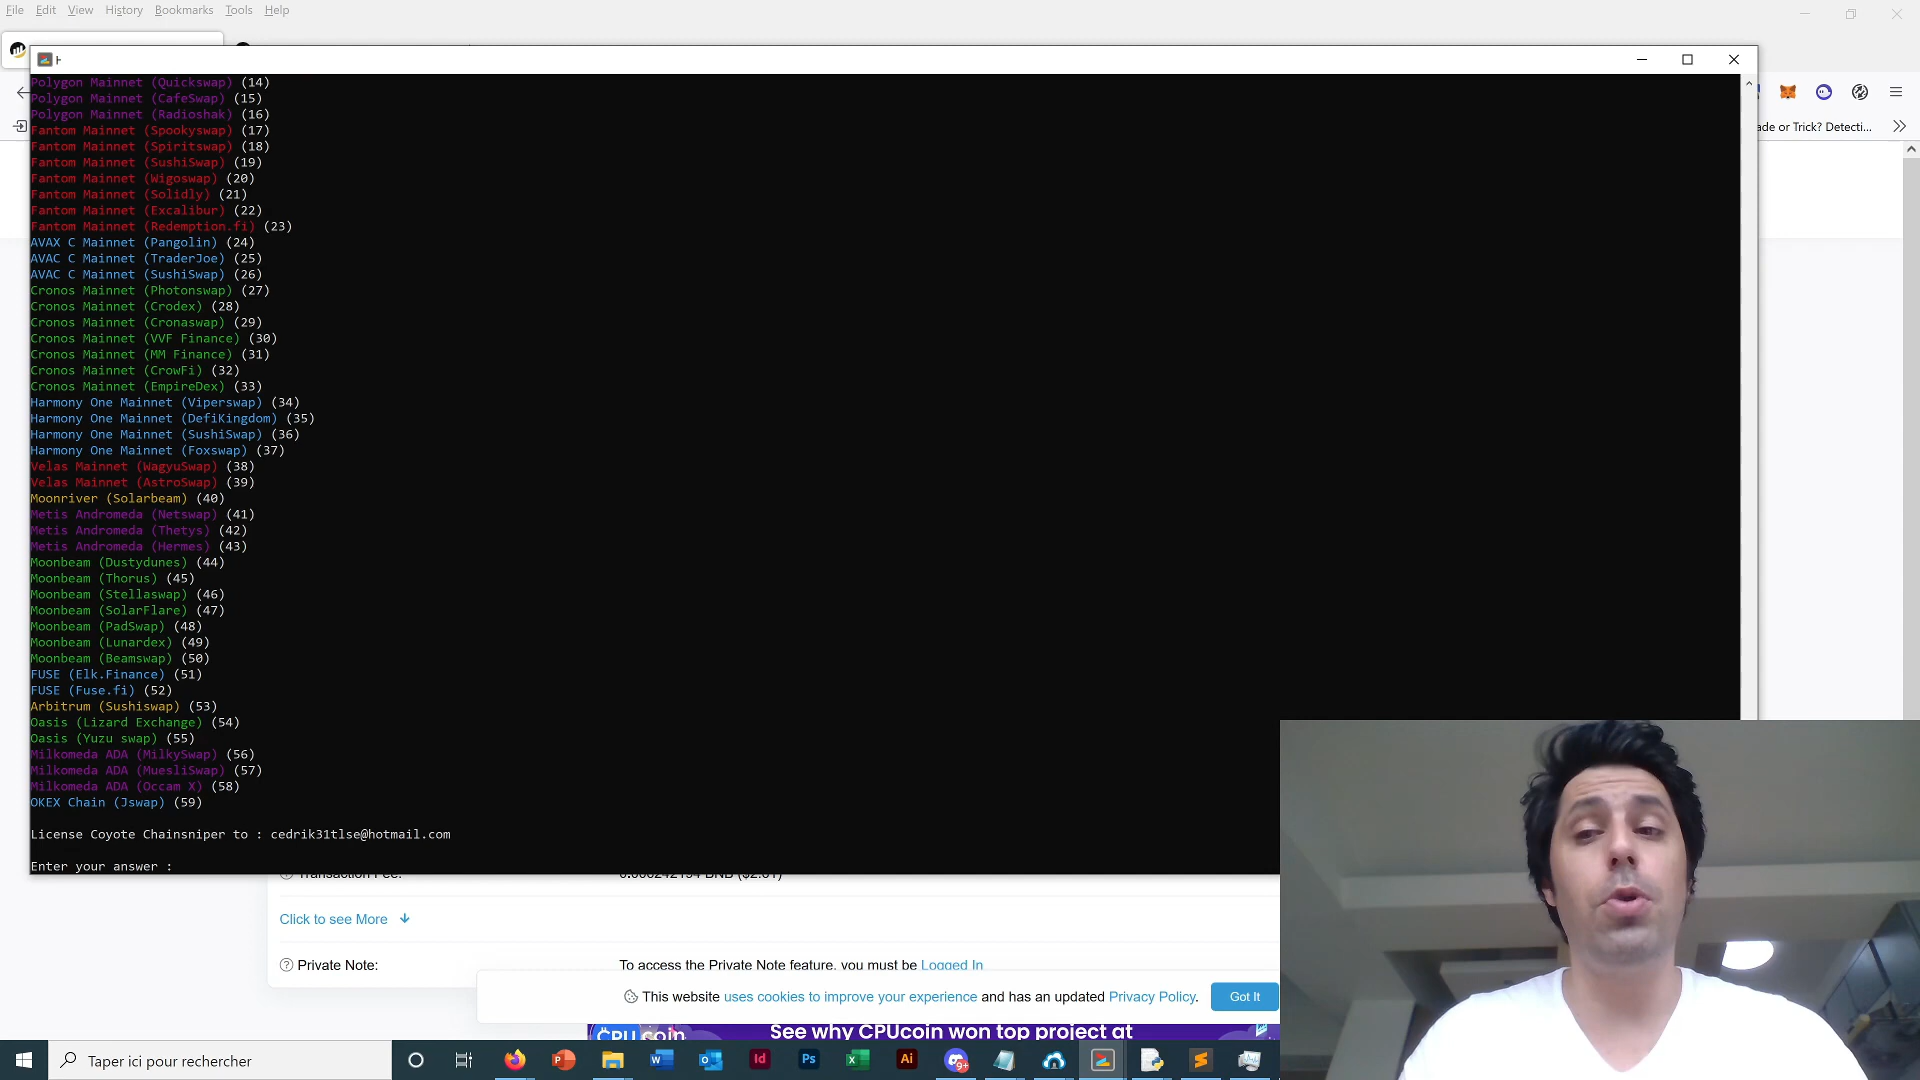 File Edit View History Bookmarks Tools Help
Polygon Mainnet (Quickswap) (14)
Polygon Mainnet (CafeSwap) (15)
Polygon Mainnet (Radioshak) (16)
Fantom Mainnet (Spookyswap) (17)
Fantom Mainnet (Spiritswap) (18)
Fantom Mainnet (SushiSwap) (19)
Fantom Mainnet (Wigoswap) (20)
Fantom Mainnet (Solidly) (21)
Fantom Mainnet (Excalibur) (22)
Fantom Mainnet (Redemption.fi) (23)
AVAX C Mainnet (Pangolin) (24)
AVAC C Mainnet (TraderJoe) (25)
AVAC C Mainnet (SushiSwap) (26)
Cronos Mainnet (Photonswap) (27)
Cronos Mainnet (Crodex) (28)
Cronos Mainnet (Cronaswap) (29)
Cronos Mainnet (VVF Finance) (30)
Cronos Mainnet (MM Finance) (31)
Cronos Mainnet (CrowFi) (32)
Cronos Mainnet (EmpireDex) (33)
Harmony One Mainnet (Viperswap) (34)
Harmony One Mainnet (DefiKingdom) (35)
Harmony One Mainnet (SushiSwap) (36)
Harmony One Mainnet (Foxswap) (37)
Velas Mainnet (WagyuSwap) (38)
Velas Mainnet (AstroSwap) (39)
Moonriver (Solarbeam) (40)
Metis Andromeda (Netswap) (41)
Metis Andromeda (Thetys) (42)
Metis Andromeda (Hermes) (43)
Moonbeam (Dustydunes) (44)
Moonbeam (Thorus) (45)
Moonbeam (Stellaswap) (46)
Moonbeam (SolarFlare) (47)
Moonbeam (PadSwap) (48)
Moonbeam (Lunardex) (49)
Moonbeam (Beamswap) (50)
FUSE (Elk.Finance) (51)
FUSE (Fuse.fi) (52)
Arbitrum (Sushiswap) (53)
Oasis (Lizard Exchange) (54)
Oasis (Yuzu swap) (55)
Milkomeda ADA (MilkySwap) (56)
Milkomeda ADA (MuesliSwap) (57)
Milkomeda ADA (Occam X) (58)
OKEX Chain (Jswap) (59)
License Coyote Chainsniper to : cedrik31tlse@hotmail.com
Enter your answer :
ade or Trick? Detecti...
Transaction Fee:
Click to see More
Private Note: To access the Private Note feature, you must be Logged In
This website uses cookies to improve your experience and has an updated Privacy Policy. Got It
CPUcoin See why CPUcoin won top project at
Taper ici pour rechercher